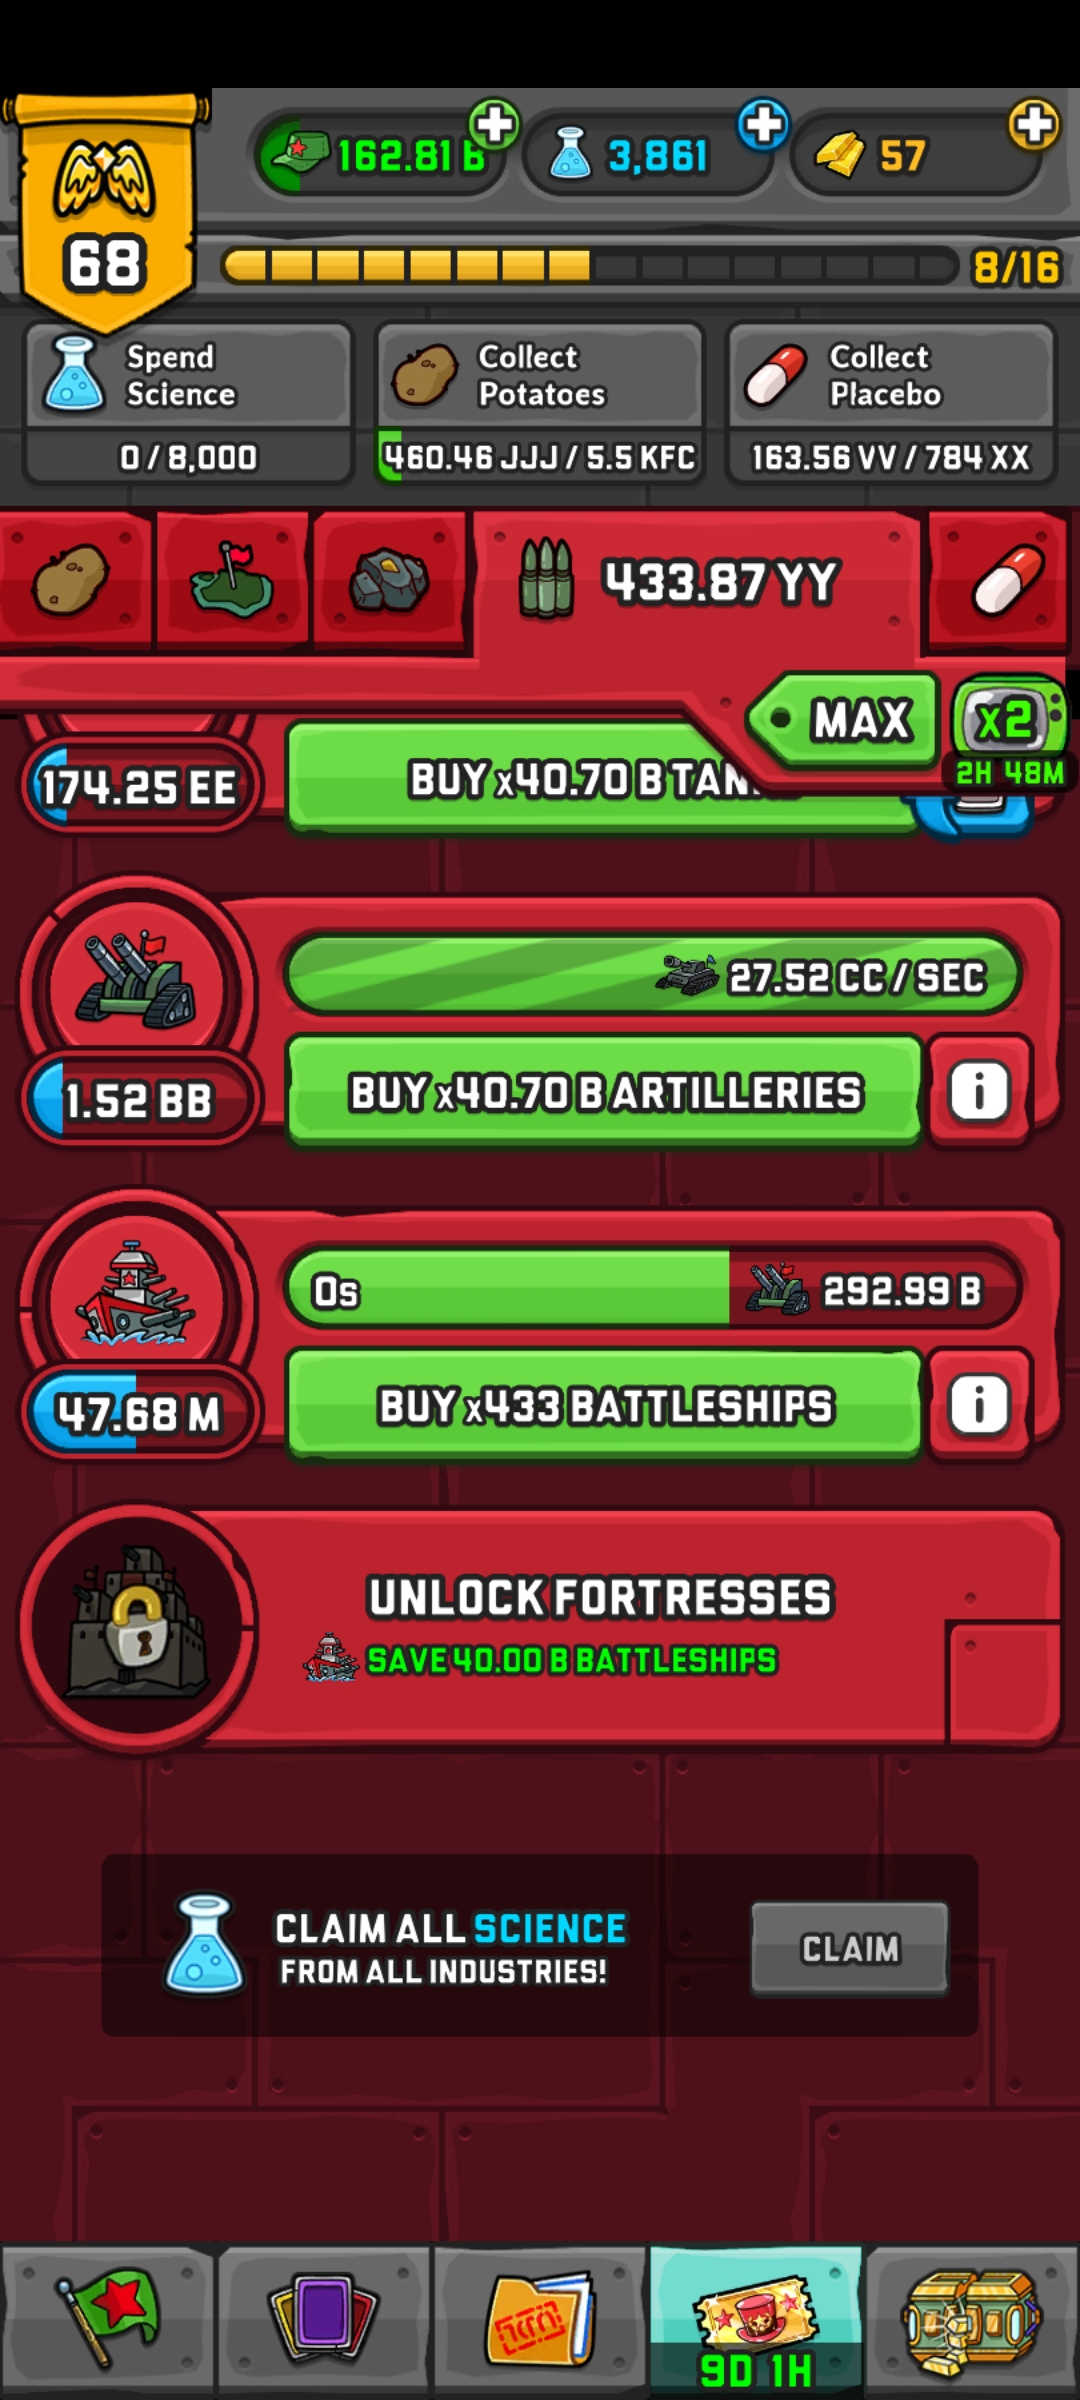 162.81 B
3,861
57
68
8/16
Spend
Science
0 / 8,000
Collect
Potatoes
460.46 JJJ / 5.5 KFC
Collect
Placebo
163.56 VV / 784 XX
433.87 YY
MAX
x2
2H 48M
174.25 EE
BUY x40.70 B TAN
27.52 CC / SEC
1.52 BB
BUY x40.70 B ARTILLERIES
i
0s
292.99 B
47.68 M
BUY x433 BATTLESHIPS
i
UNLOCK FORTRESSES
SAVE 40.00 B BATTLESHIPS
CLAIM ALL SCIENCE
FROM ALL INDUSTRIES!
CLAIM
9D 1H